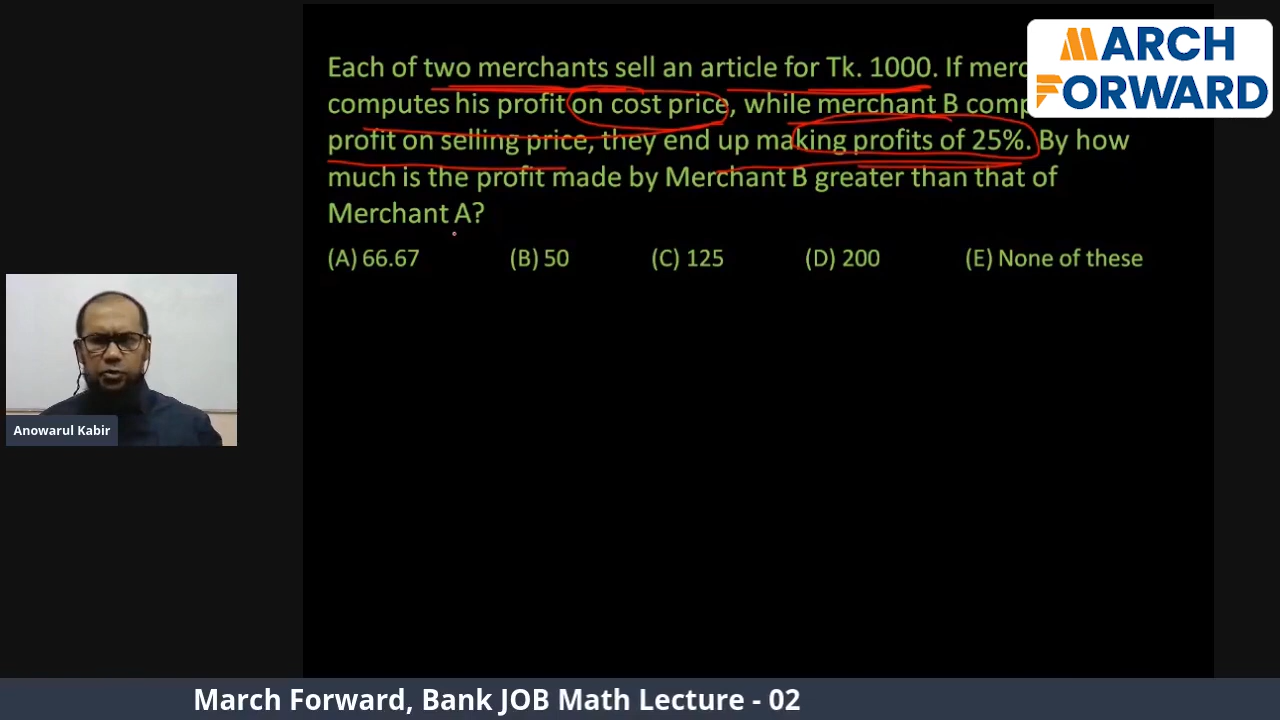 MARCH
FORWARD
Each of two merchants sell an article for Tk. 1000. If
computes his profit on cost price, while merchant B
profit on selling price, they end up making profits of 25%. By how
much is the profit made by Merchant B greater than that of
Merchant A?
(A) 66.67 (B) 50 (C) 125 (D) 200 (E) None of these
Anowarul Kabir
March Forward, Bank JOB Math Lecture - 02